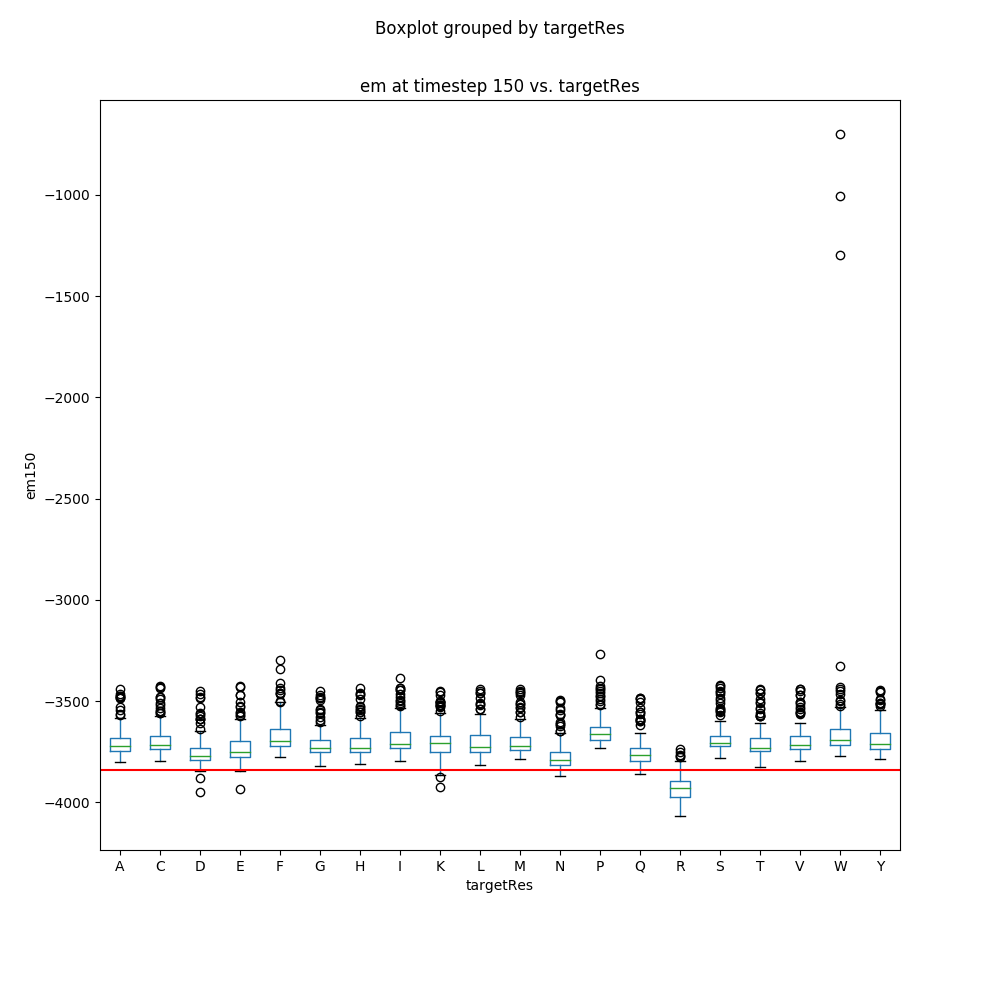 Boxplot grouped by targetRes
em at timestep 150 vs. targetRes
−1000
−1500
−2000
−2500
−3000
−3500
−4000
em150
A C D E F G H I K L M N P Q R S T V W Y
targetRes